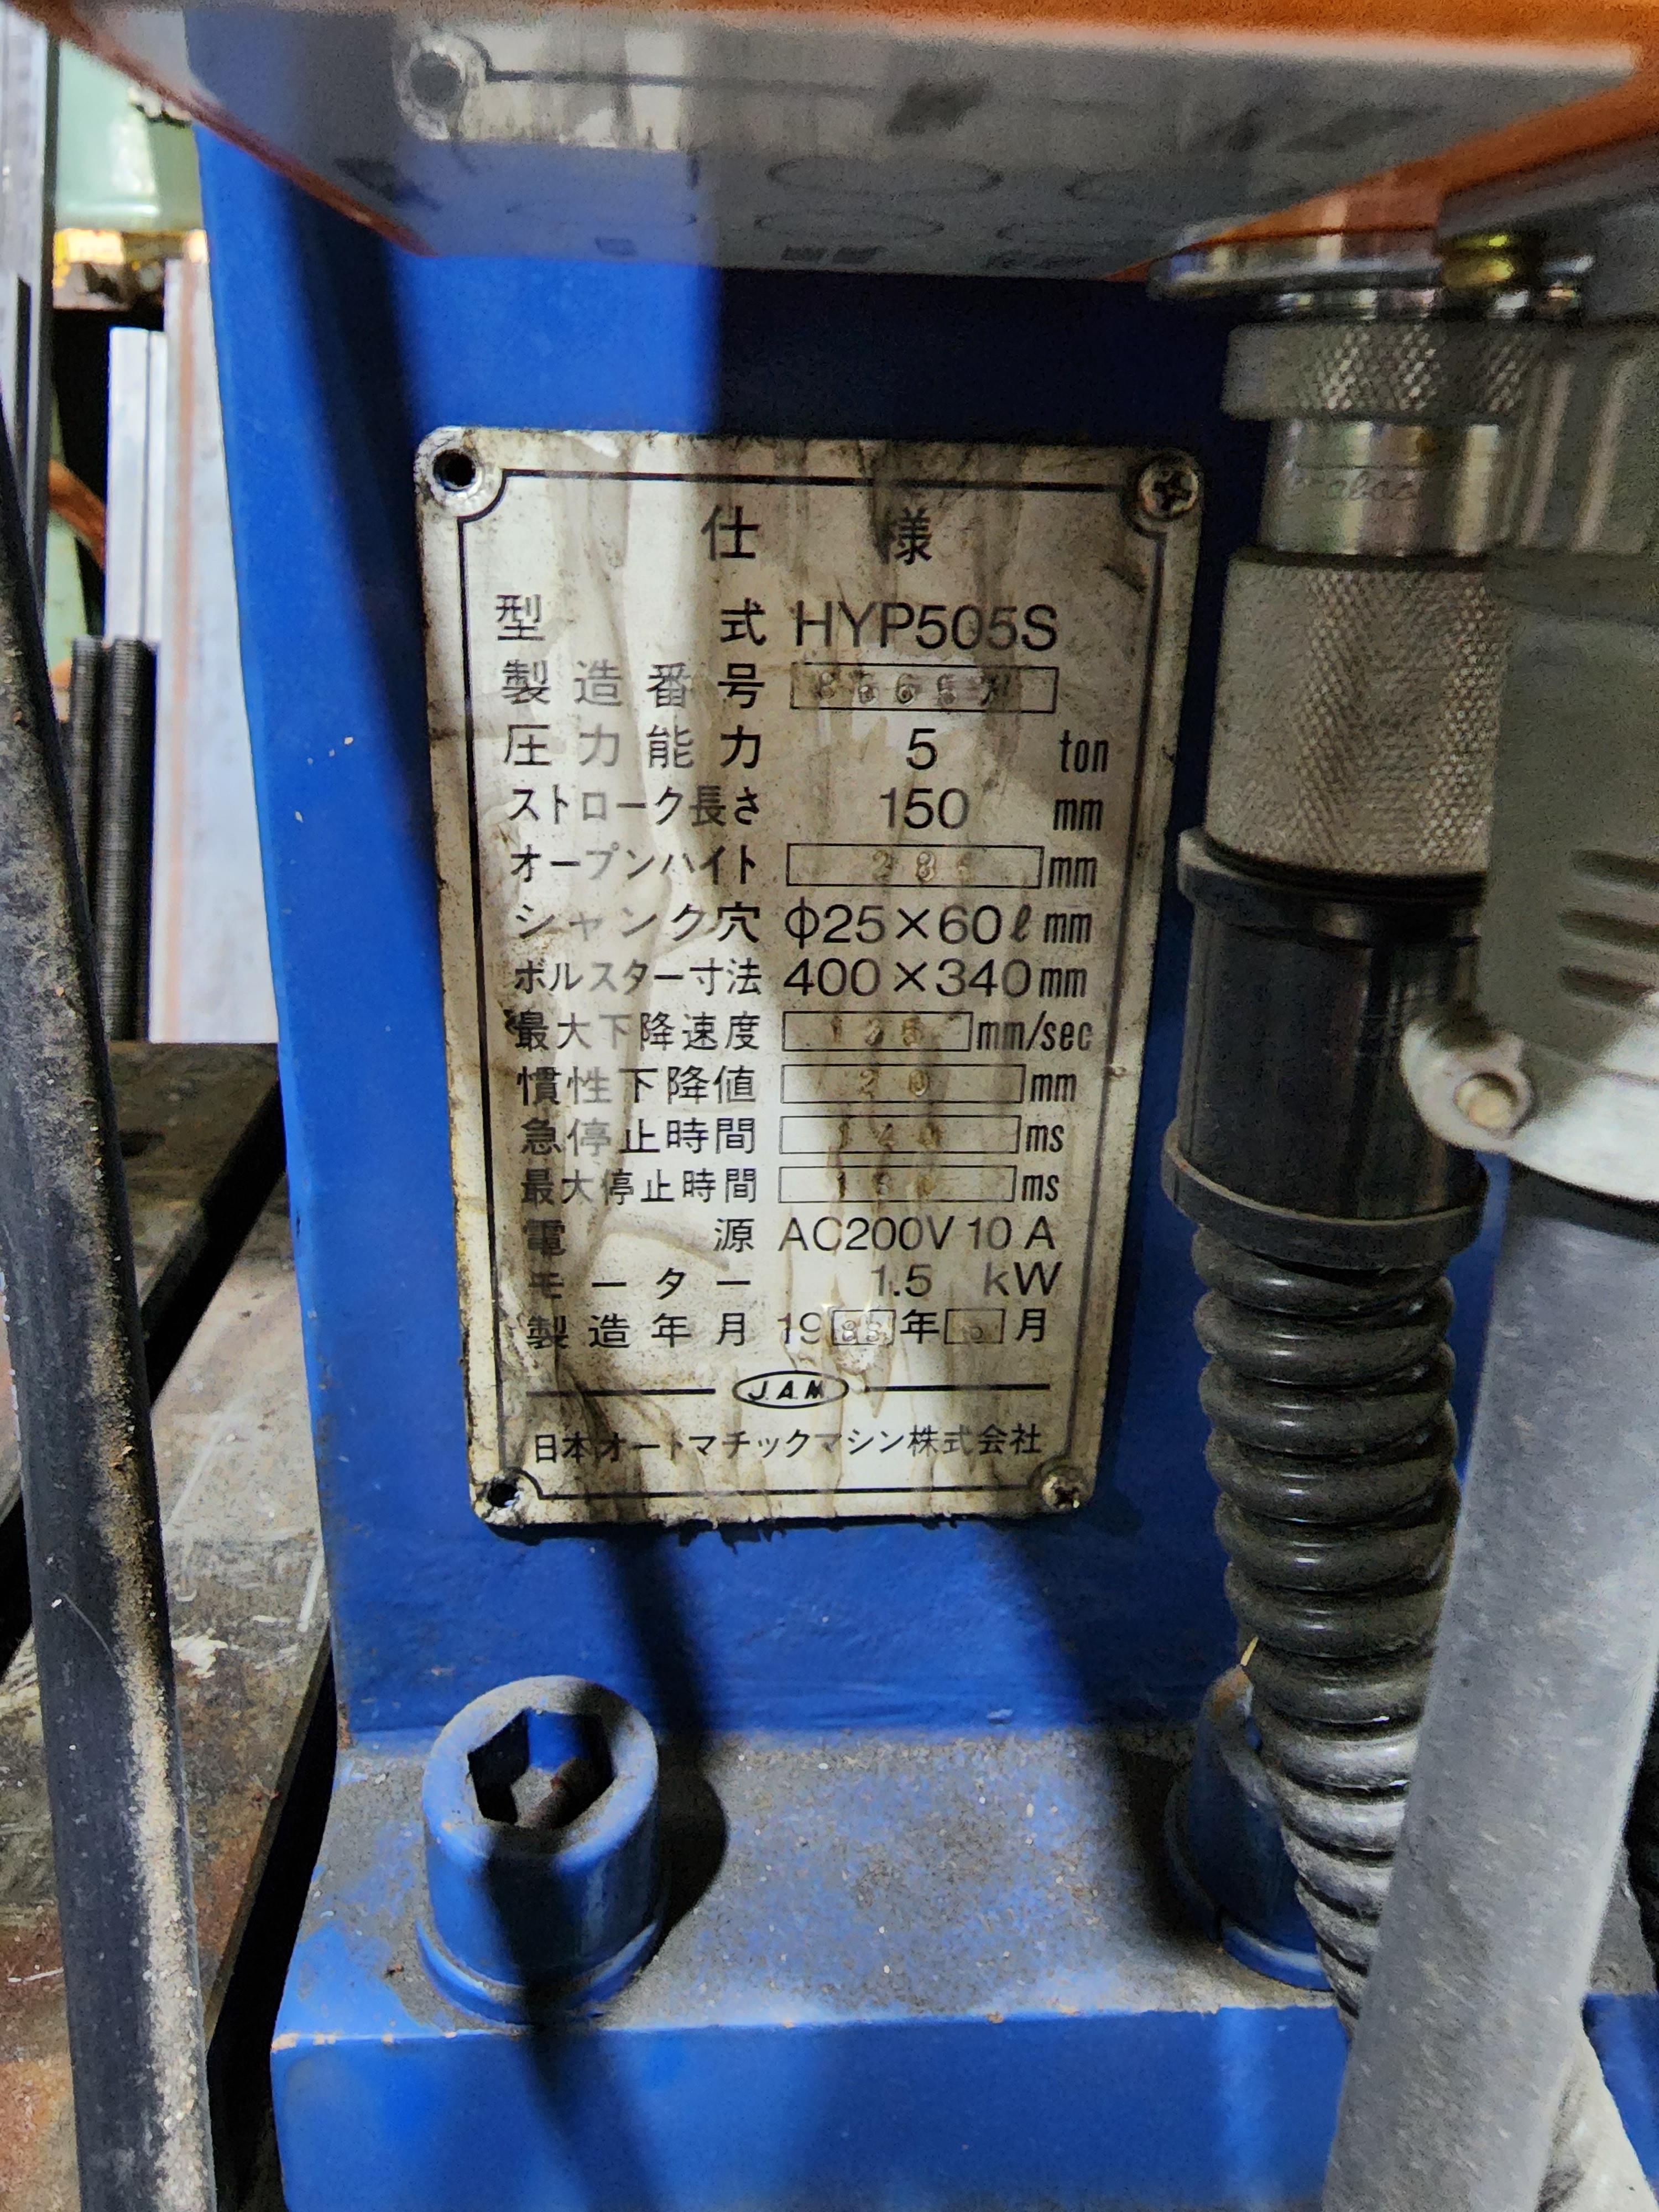 仕様
型式 HYP505S
製造番号
圧力能力 5 ton
ストローク長さ 150 mm
オープンハイト mm
シャンク穴 φ25×60ℓmm
ボルスター寸法 400×340mm
最大下降速度 mm/sec
慣性下降値 20 mm
急停止時間 ms
最大停止時間 ms
電源 AC200V 10 A
モーター 1.5 kW
製造年月 19 年 月
J.A.M
日本オートマチックマシン株式会社